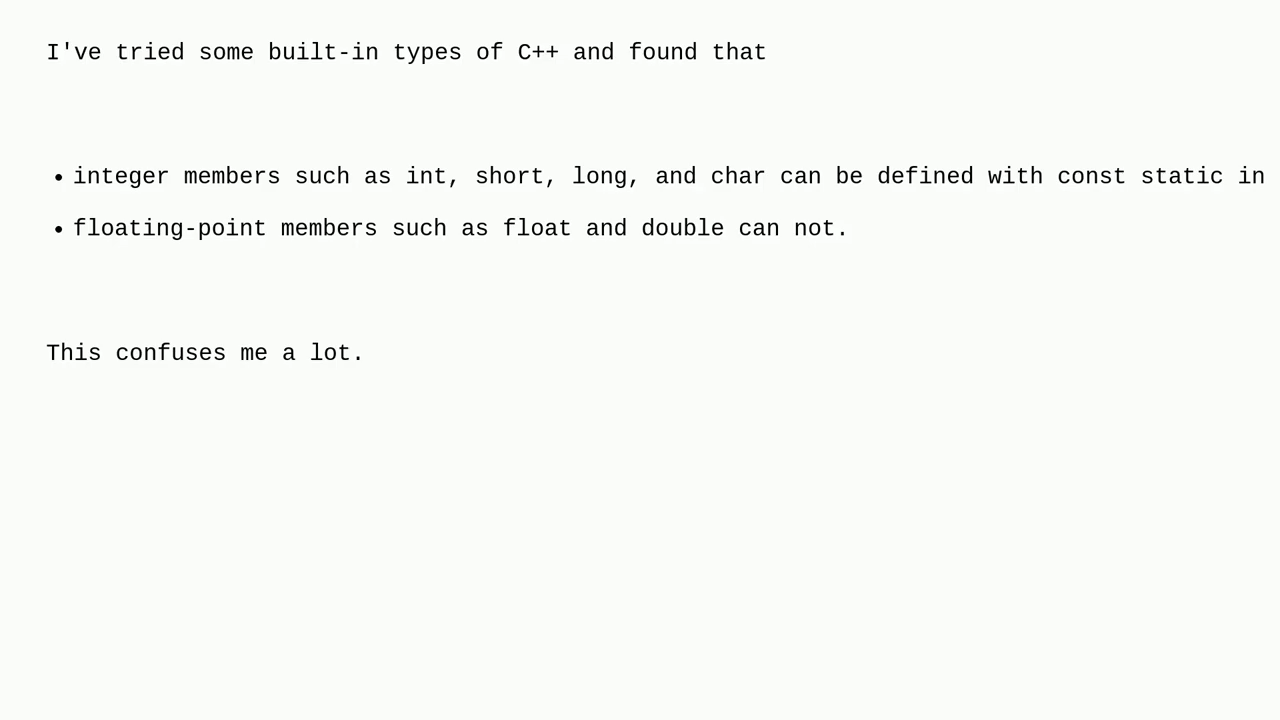 I've tried some built-in types of C++ and found that
• integer members such as int, short, long, and char can be defined with const static in
• floating-point members such as float and double can not.
This confuses me a lot.